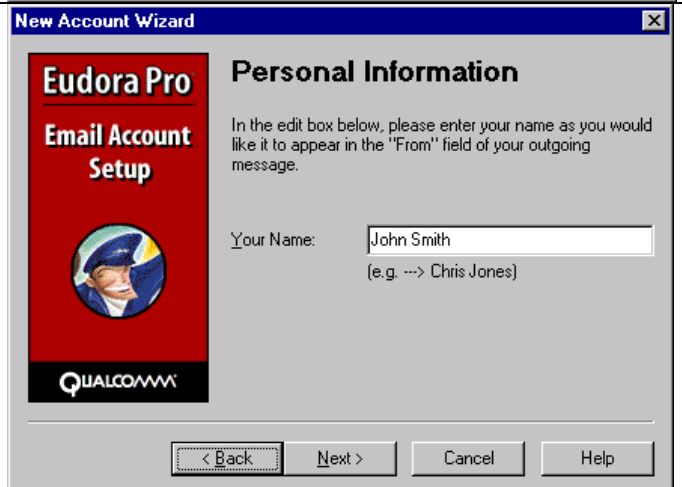 New Account Wizard
Eudora Pro
Email Account
Setup
QUALCOMM
Personal Information
In the edit box below, please enter your name as you would
like it to appear in the "From" field of your outgoing
message.
Your Name: John Smith
(e.g. ---> Chris Jones)
< Back Next > Cancel Help